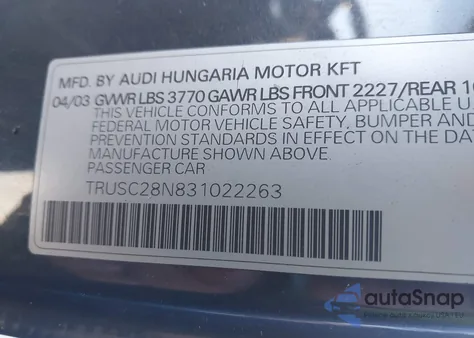 MFD. BY AUDI HUNGARIA MOTOR KFT
04/03 GVWR LBS 3770 GAWR LBS FRONT 2227/REAR
THIS VEHICLE CONFORMS TO ALL APPLICABLE
FEDERAL MOTOR VEHICLE SAFETY, BUMPER AND
PREVENTION STANDARDS IN EFFECT ON THE DATE
MANUFACTURE SHOWN ABOVE.
PASSENGER CAR
TRUSC28N831022263
autoSnap